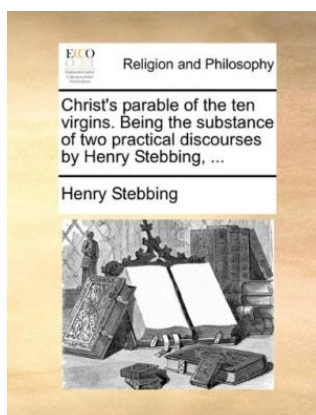 ECCO
Religion and Philosophy
Christ's parable of the ten
virgins. Being the substance
of two practical discourses
by Henry Stebbing, ...
Henry Stebbing